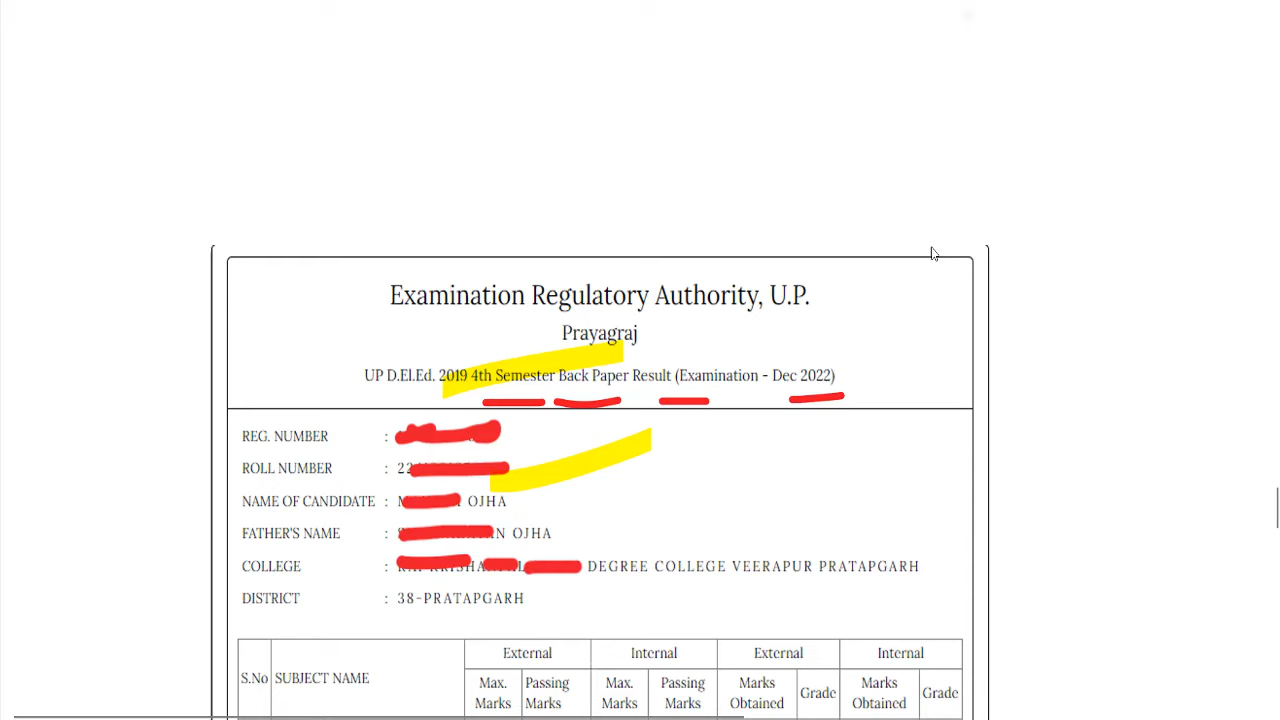 Examination Regulatory Authority, U.P.
Prayagraj
UP D.El.Ed. 2019 4th Semester Back Paper Result (Examination - Dec 2022)
REG. NUMBER :
ROLL NUMBER : 22
NAME OF CANDIDATE : OJHA
FATHER'S NAME : OJHA
COLLEGE : DEGREE COLLEGE VEERAPUR PRATAPGARH
DISTRICT : 38-PRATAPGARH
External Internal External Internal
S.No SUBJECT NAME Max. Marks Passing Marks Max. Marks Passing Marks Marks Obtained Grade Marks Obtained Grade